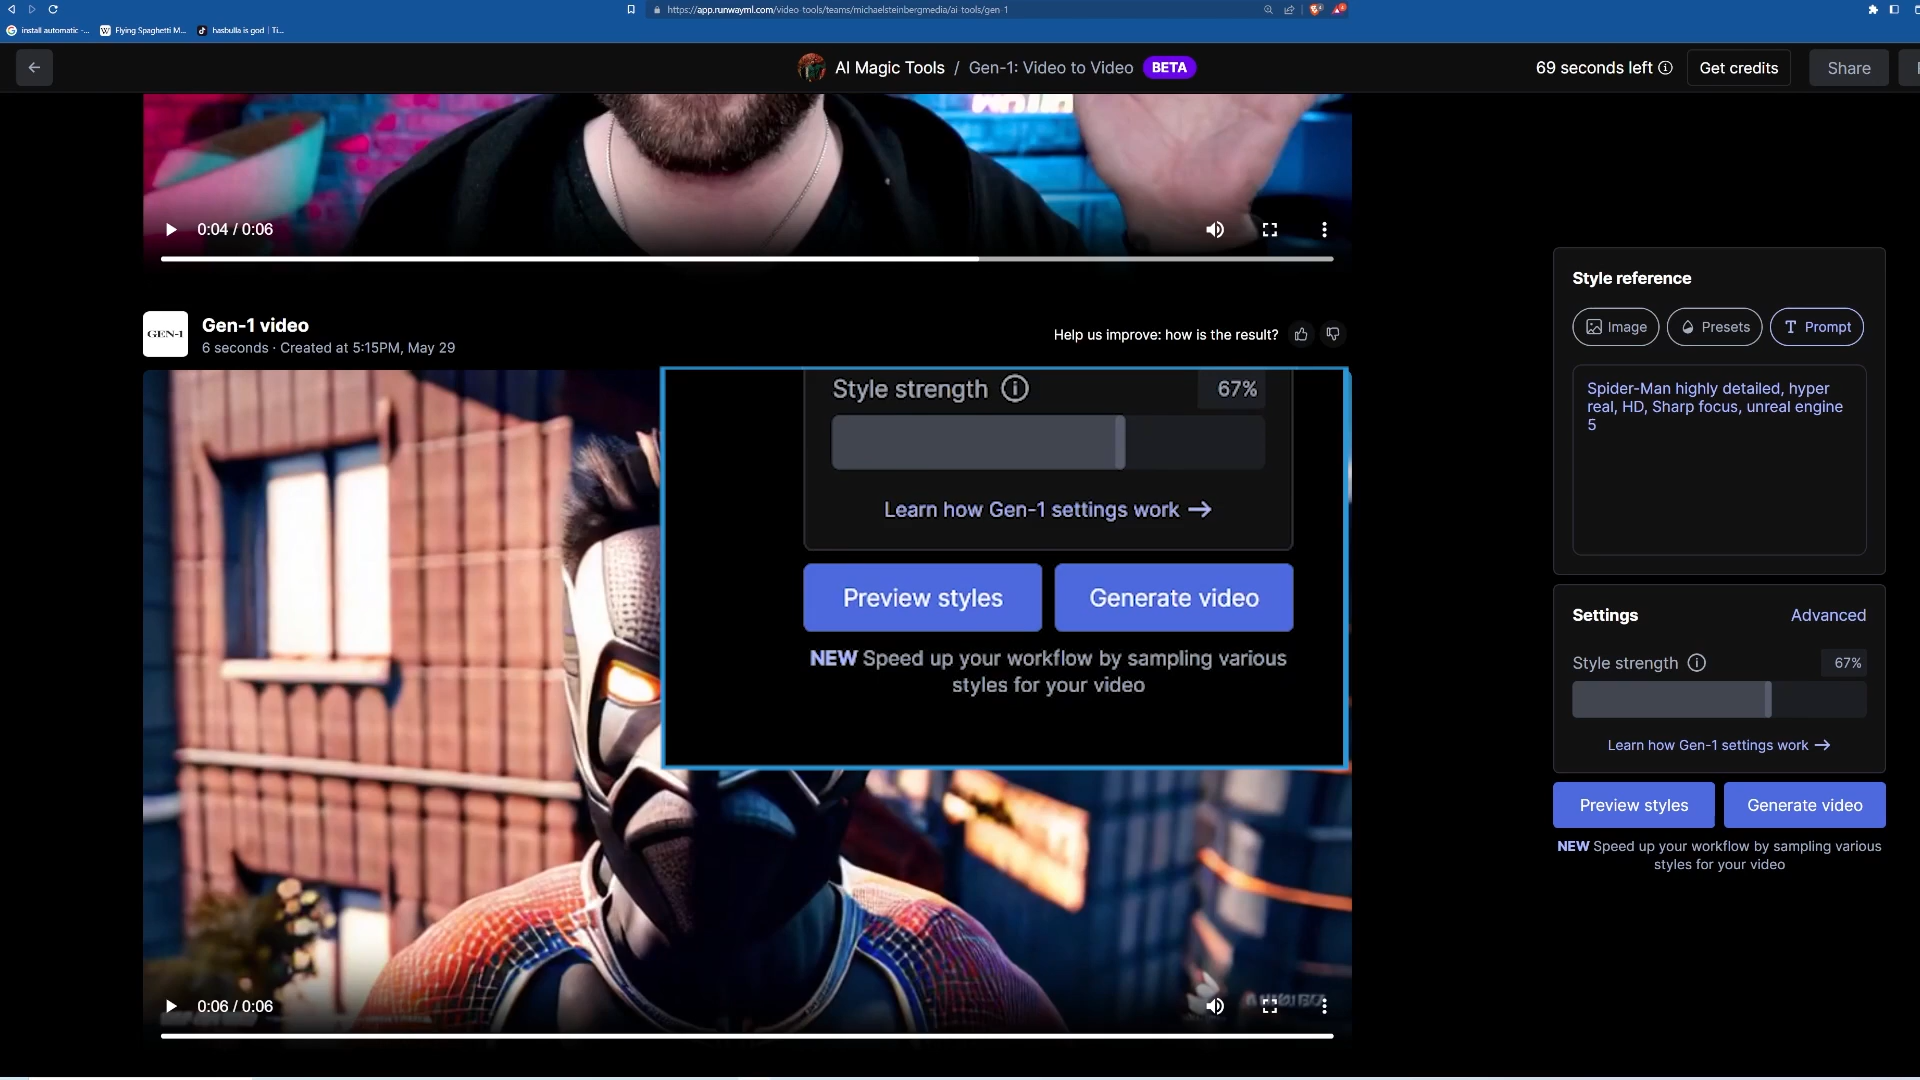 https://app.runwayml.com/video-tools/teams/michaelsteinbergmedia/ai-tools/gen-1
install automatic -...
W Flying Spaghetti M...
hasbulla is god | Ti...
AI Magic Tools / Gen-1: Video to Video BETA
69 seconds left
Get credits
Share
0:04 / 0:06
GEN-1
Gen-1 video
6 seconds · Created at 5:15PM, May 29
Help us improve: how is the result?
Style strength 67%
Learn how Gen-1 settings work →
Preview styles
Generate video
NEW Speed up your workflow by sampling various
styles for your video
0:06 / 0:06
Style reference
Image
Presets
Prompt
Spider-Man highly detailed, hyper
real, HD, Sharp focus, unreal engine
5
Settings
Advanced
Style strength 67%
Learn how Gen-1 settings work →
Preview styles
Generate video
NEW Speed up your workflow by sampling various
styles for your video